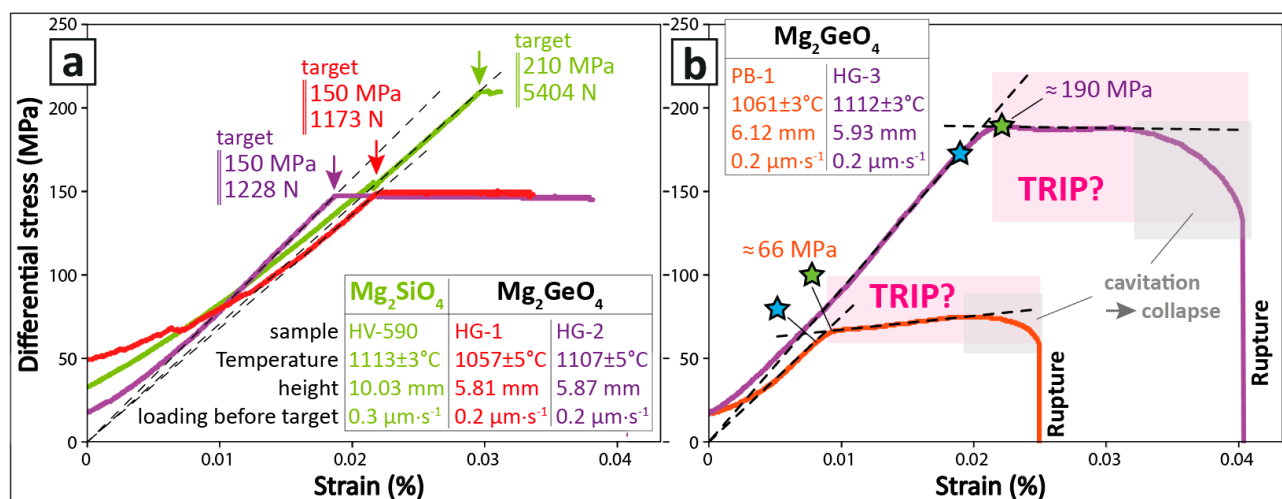 a
Differential stress (MPa)
250
200
150
100
50
0
target
210 MPa
5404 N
target
150 MPa
1173 N
target
150 MPa
1228 N
Mg₂SiO₄ Mg₂GeO₄
sample HV-590 HG-1 HG-2
Temperature 1113±3°C 1057±5°C 1107±5°C
height 10.03 mm 5.81 mm 5.87 mm
loading before target 0.3 µm·s⁻¹ 0.2 µm·s⁻¹ 0.2 µm·s⁻¹
0 0.01 0.02 0.03 0.04
Strain (%)
b
250
200
150
100
50
0
Mg₂GeO₄
PB-1 HG-3
1061±3°C 1112±3°C
6.12 mm 5.93 mm
0.2 µm·s⁻¹ 0.2 µm·s⁻¹
≈190 MPa
TRIP?
≈66 MPa
TRIP?
cavitation
collapse
Rupture
Rupture
0 0.01 0.02 0.03 0.04
Strain (%)